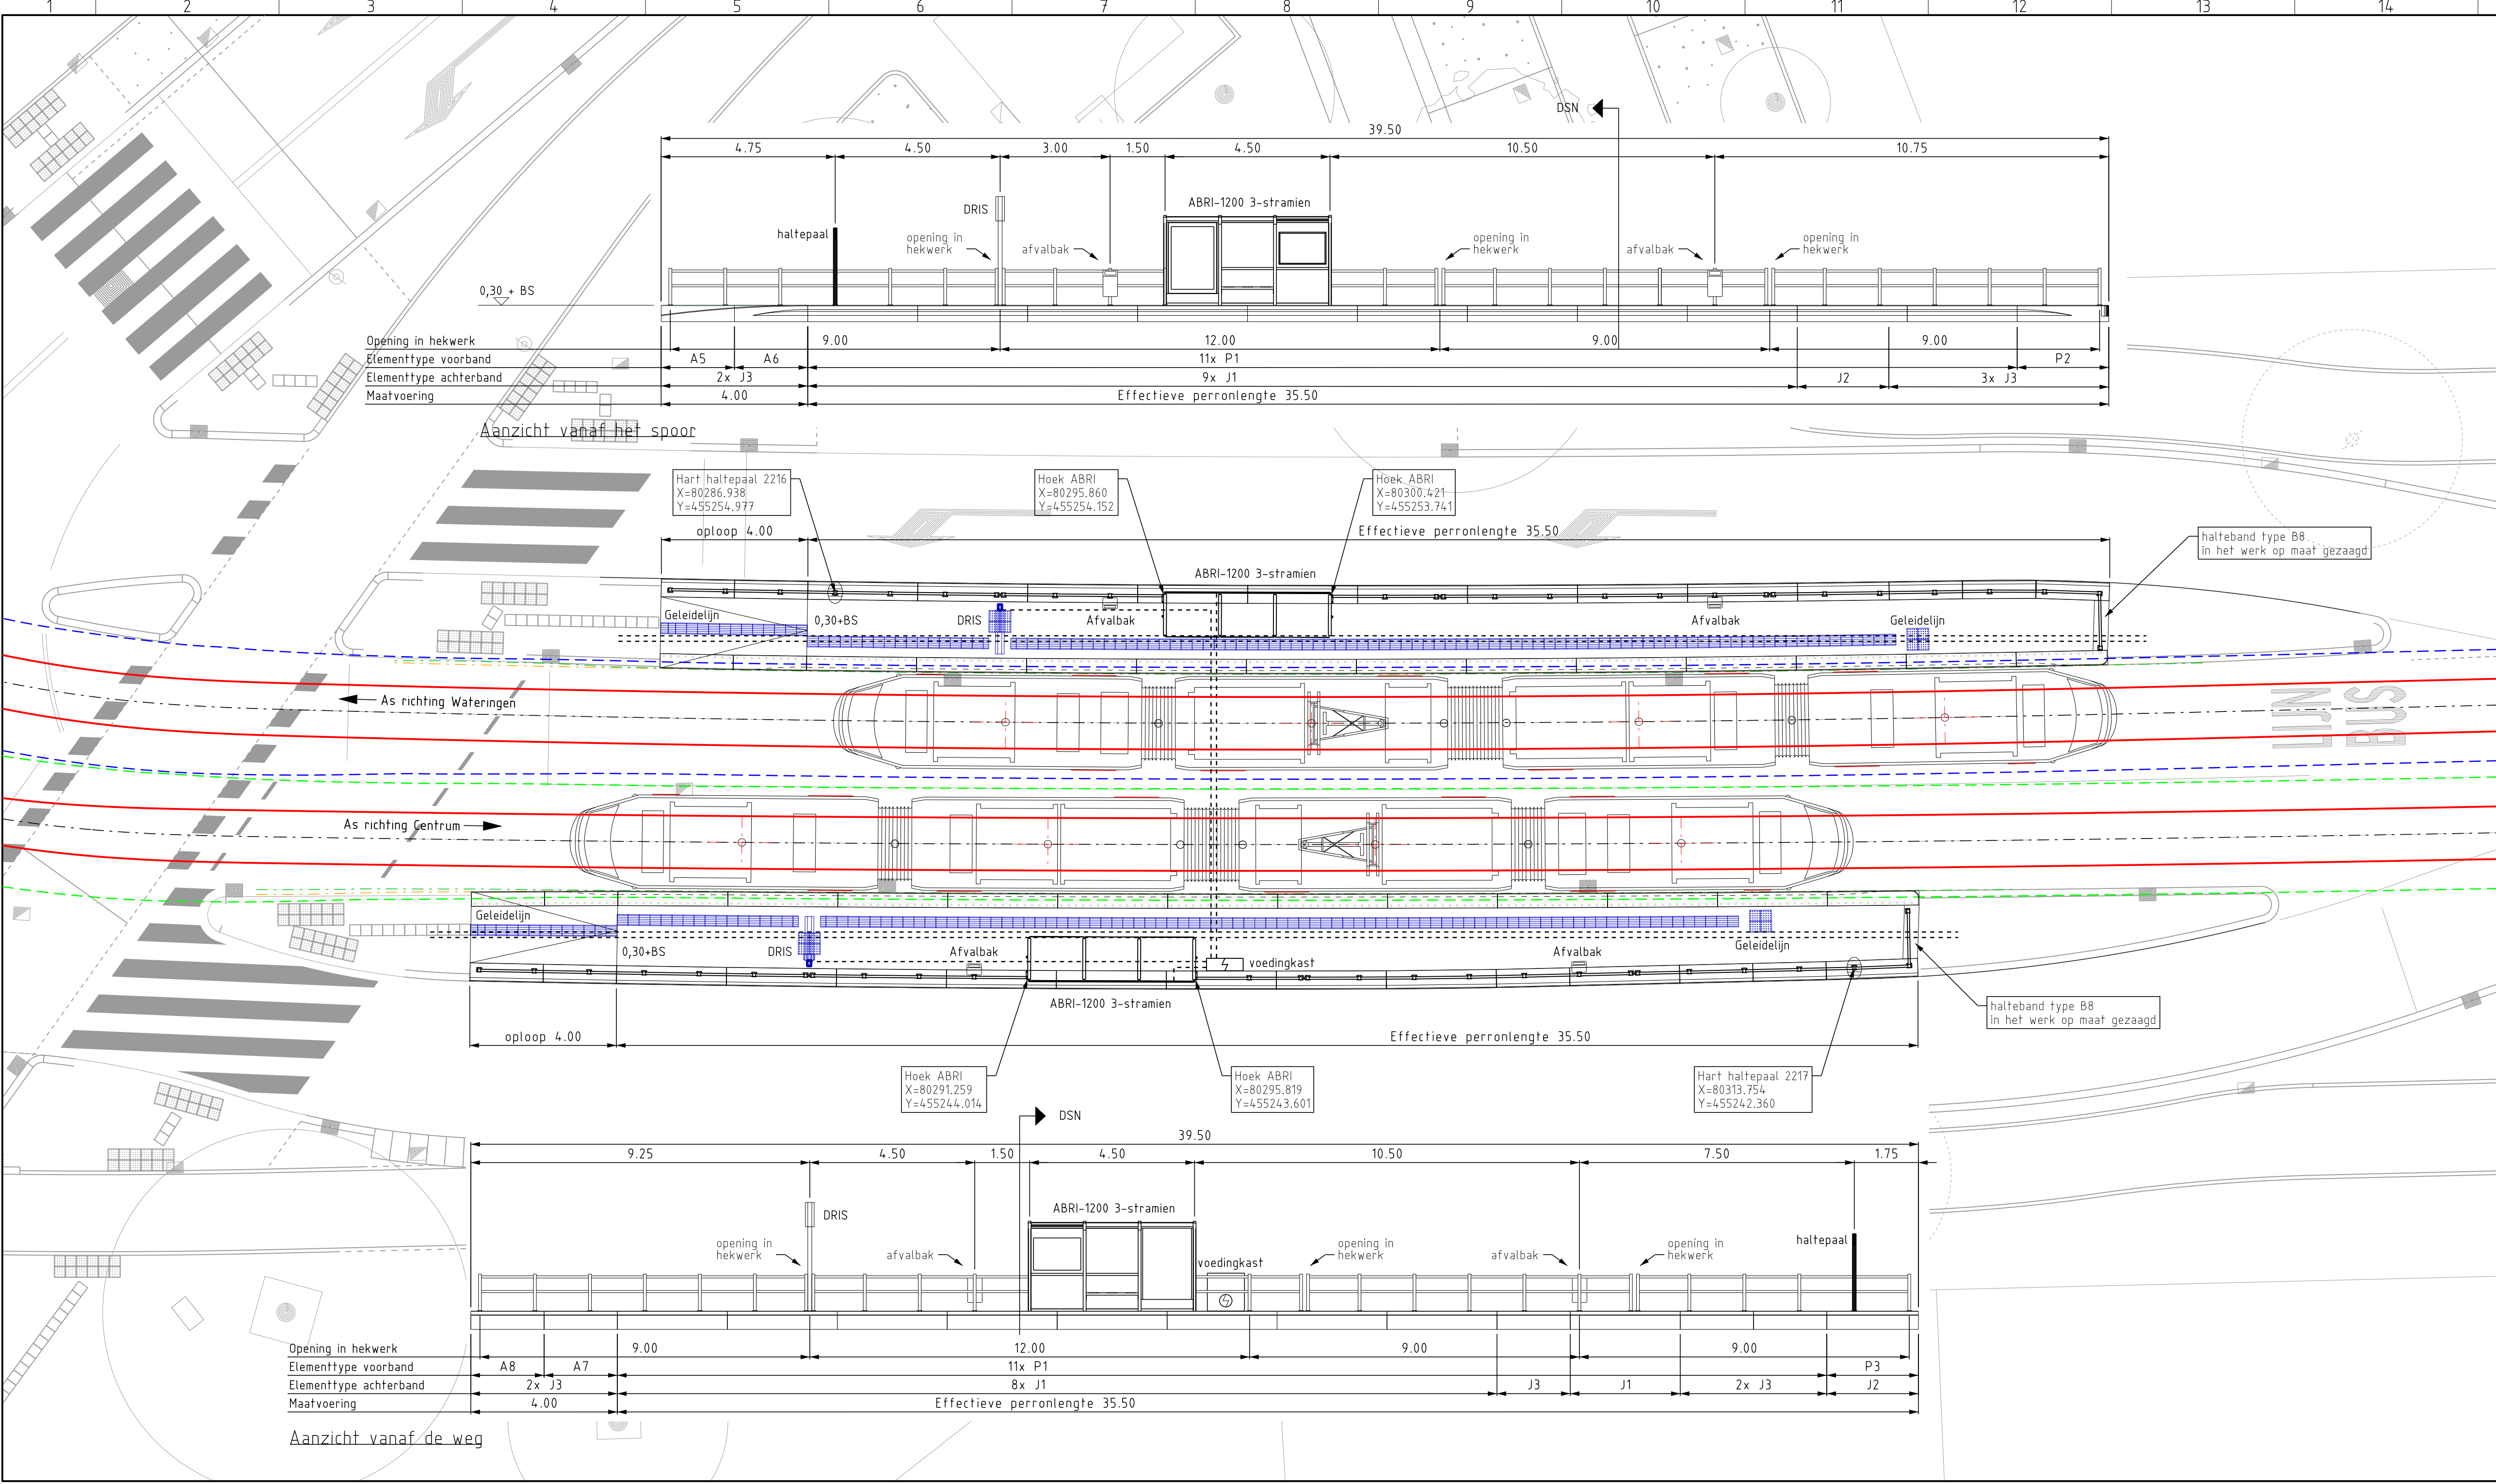 1 2 3 4 5 6 7 8 9 10 11 12 13 14
DSN
39.50
4.75 4.50 3.00 1.50 4.50 10.50 10.75
ABRI-1200 3-stramien
DRIS
haltepaal
opening in
hekwerk
afvalbak
opening in
hekwerk
afvalbak
opening in
hekwerk
0,30 + BS
Opening in hekwerk 9.00 12.00 9.00 9.00
Elementtype voorband A5 A6 11x P1 P2
Elementtype achterband 2x J3 9x J1 J2 3x J3
Maatvoering 4.00 Effectieve perronlengte 35.50
Aanzicht vanaf het spoor
Hart haltepaal 2216
X=80286.938
Y=455254.977
Hoek ABRI
X=80295.860
Y=455254.152
Hoek ABRI
X=80300.421
Y=455253.741
oploop 4.00 Effectieve perronlengte 35.50
halteband type B8
in het werk op maat gezaagd
ABRI-1200 3-stramien
Geleidelijn 0,30+BS DRIS Afvalbak Afvalbak Geleidelijn
As richting Wateringen
LIJN
BUS
As richting Centrum
Geleidelijn 0,30+BS DRIS Afvalbak voedingkast Afvalbak Geleidelijn
ABRI-1200 3-stramien
halteband type B8
in het werk op maat gezaagd
oploop 4.00 Effectieve perronlengte 35.50
Hoek ABRI
X=80291.259
Y=455244.014
Hoek ABRI
X=80295.819
Y=455243.601
Hart haltepaal 2217
X=80313.754
Y=455242.360
DSN
39.50
9.25 4.50 1.50 4.50 10.50 7.50 1.75
ABRI-1200 3-stramien
DRIS
opening in
hekwerk
afvalbak
voedingkast
opening in
hekwerk
afvalbak
opening in
hekwerk
haltepaal
Opening in hekwerk 9.00 12.00 9.00 9.00
Elementtype voorband A8 A7 11x P1 P3
Elementtype achterband 2x J3 8x J1 J3 J1 2x J3 J2
Maatvoering 4.00 Effectieve perronlengte 35.50
Aanzicht vanaf de weg